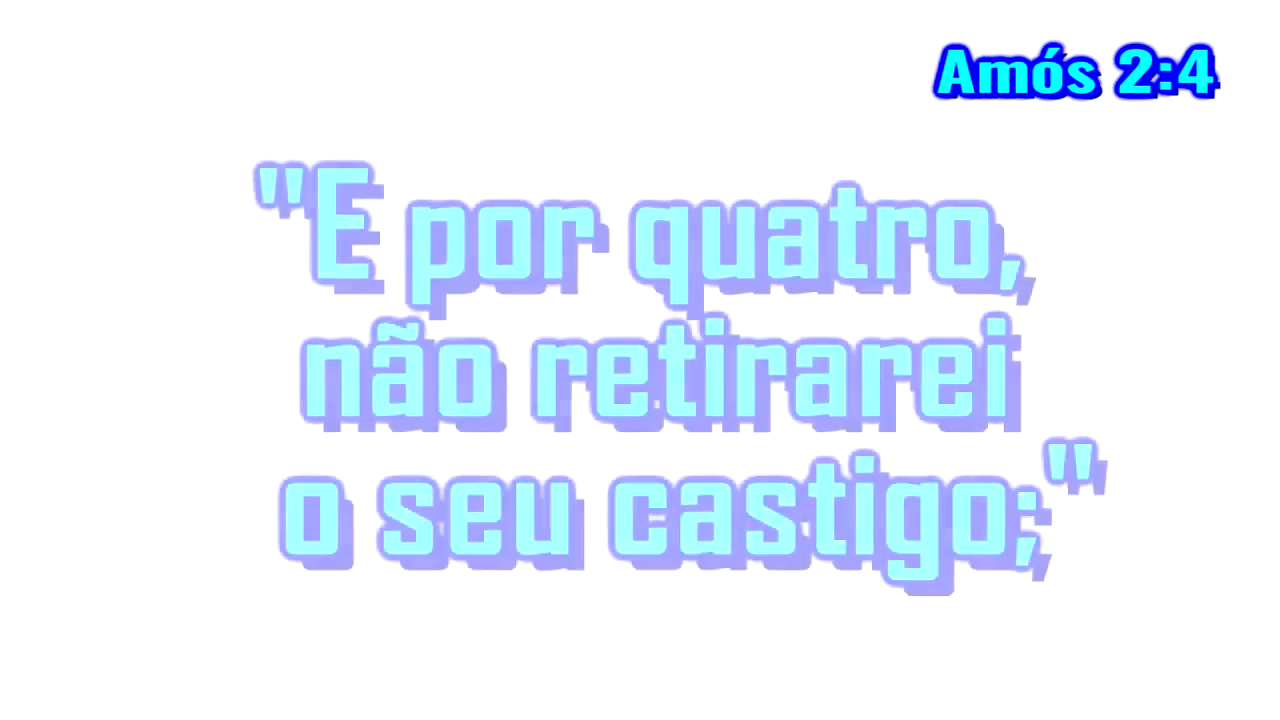 Amós 2:4
"E por quatro,
não retirarei
o seu castigo;"